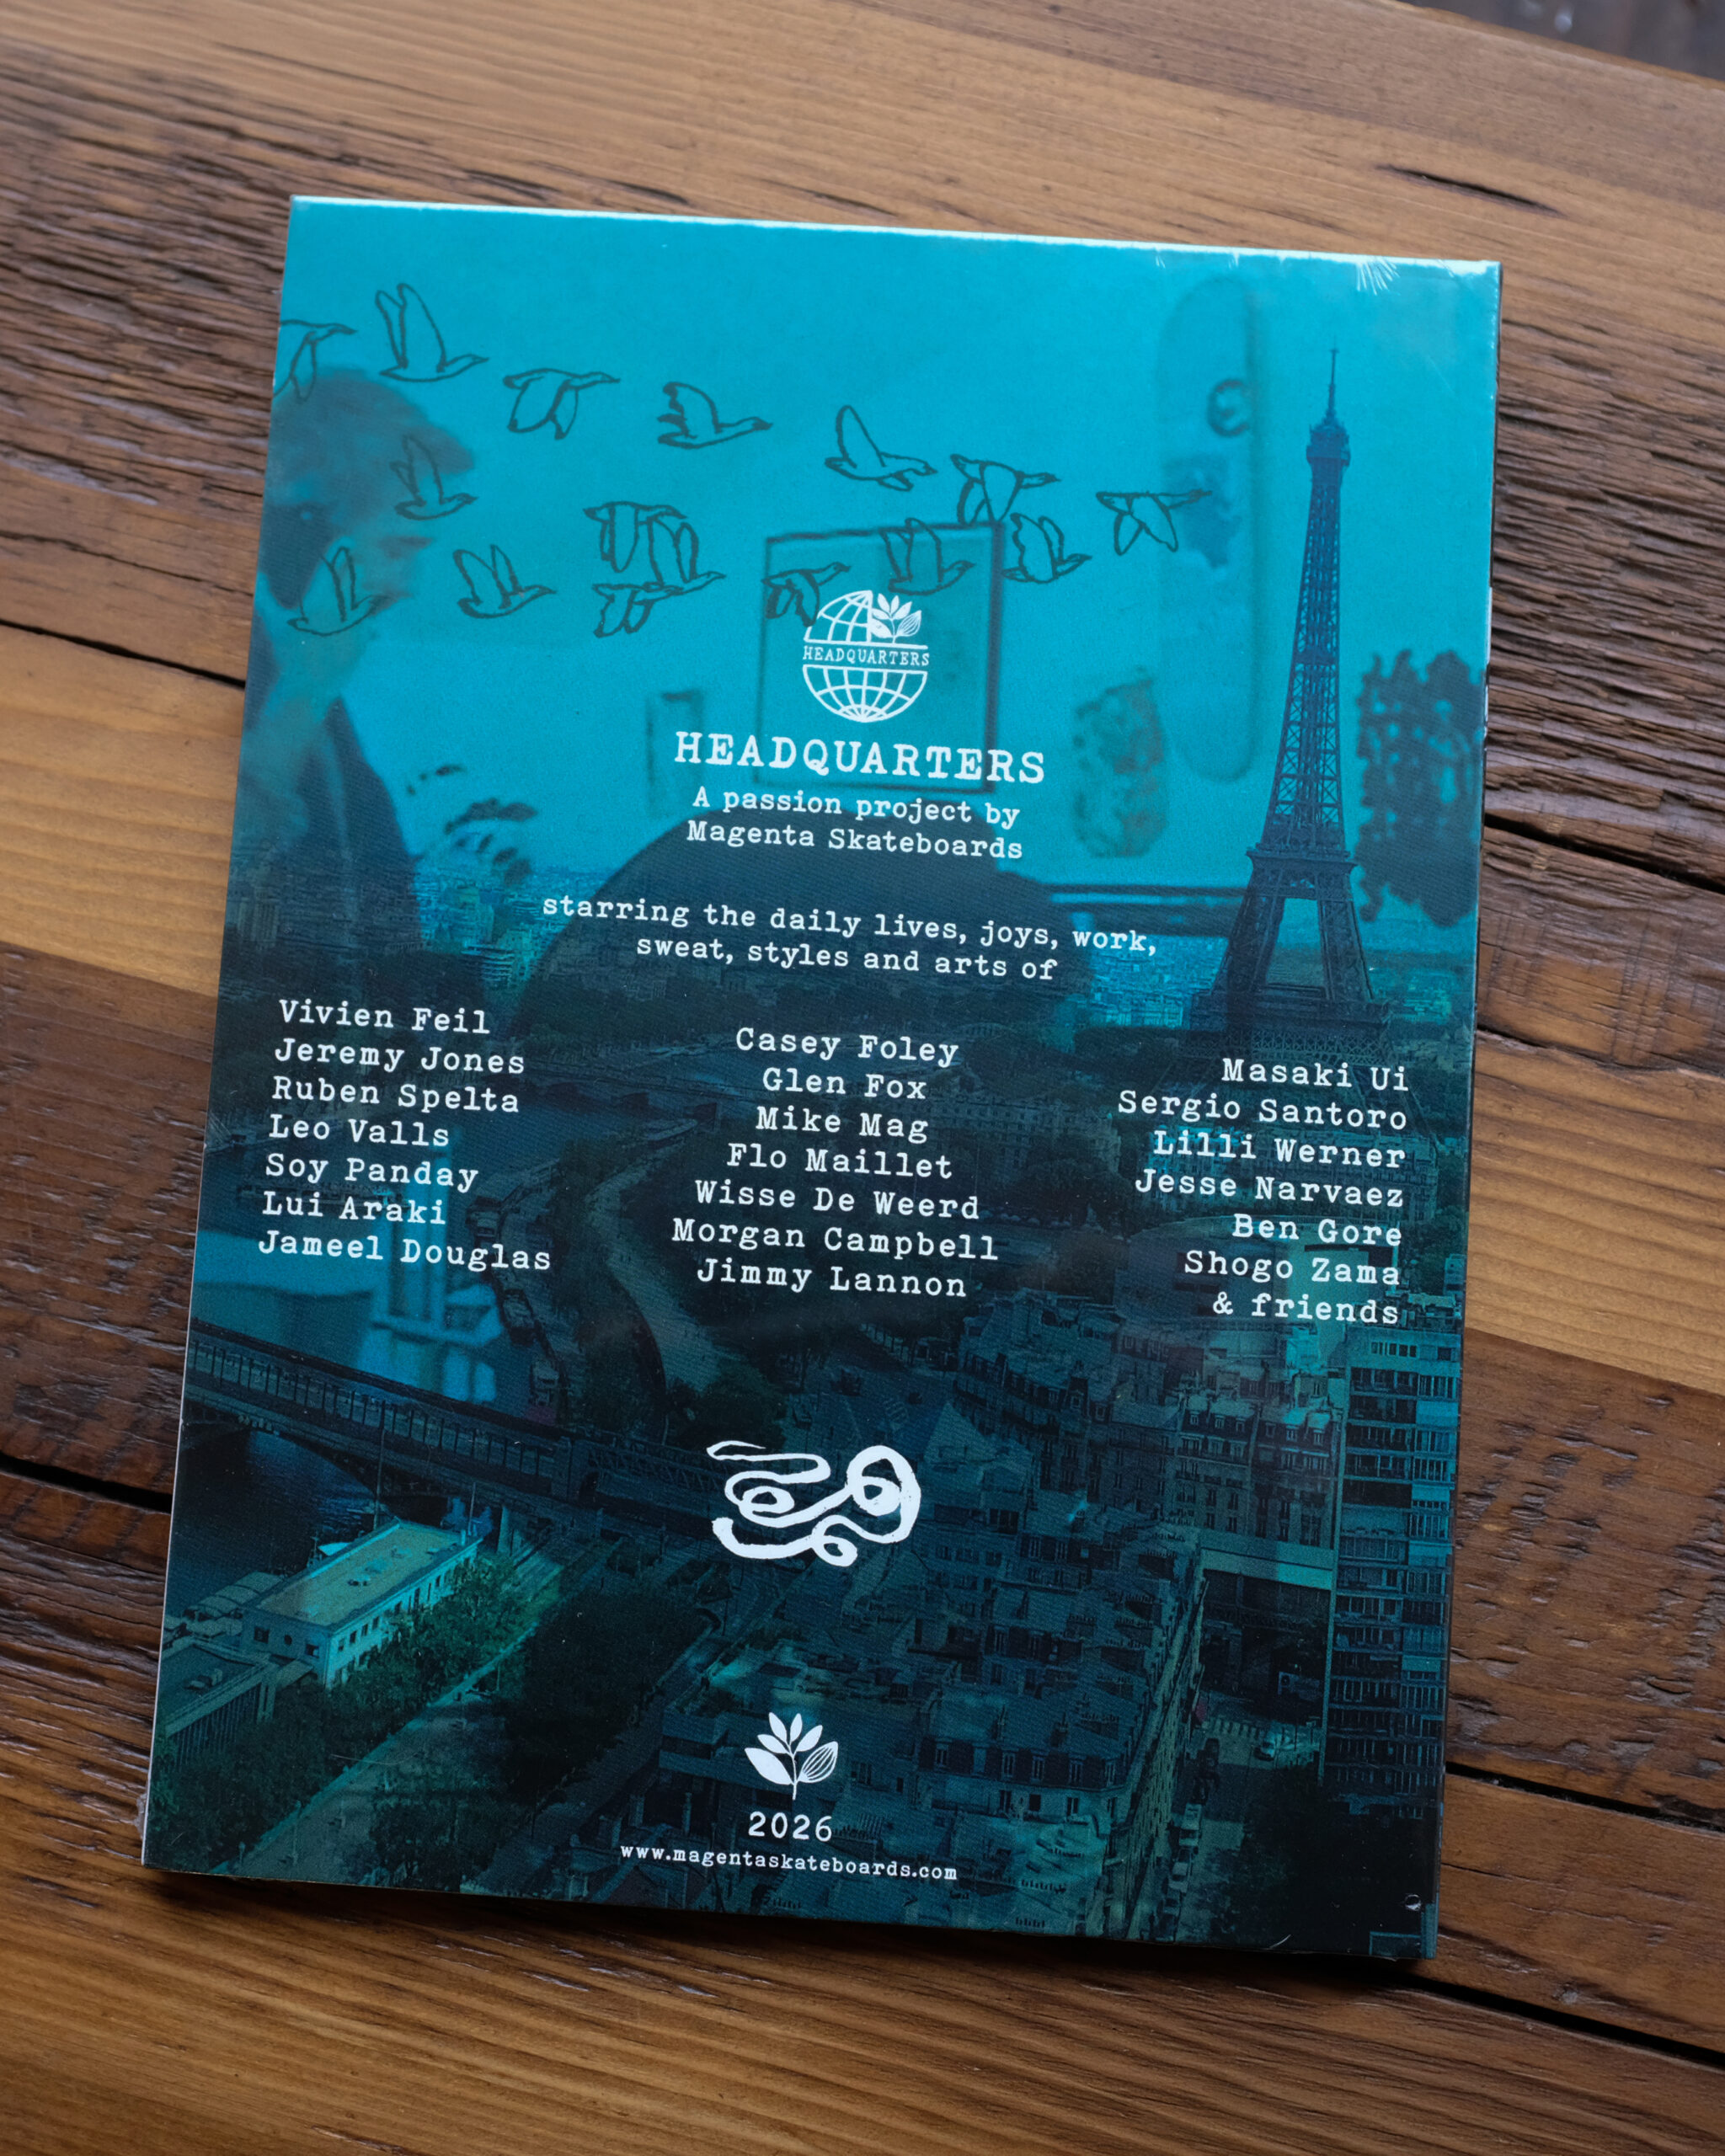 HEADQUARTERS
HEADQUARTERS
A passion project by
Magenta Skateboards
starring the daily lives, joys, work,
sweat, styles and arts of
Vivien Feil
Jeremy Jones
Ruben Spelta
Leo Valls
Soy Panday
Lui Araki
Jameel Douglas
Casey Foley
Glen Fox
Mike Mag
Flo Maillet
Wisse De Weerd
Morgan Campbell
Jimmy Lannon
Masaki Ui
Sergio Santoro
Lilli Werner
Jesse Narvaez
Ben Gore
Shogo Zama
& friends
2026
www.magentaskateboards.com